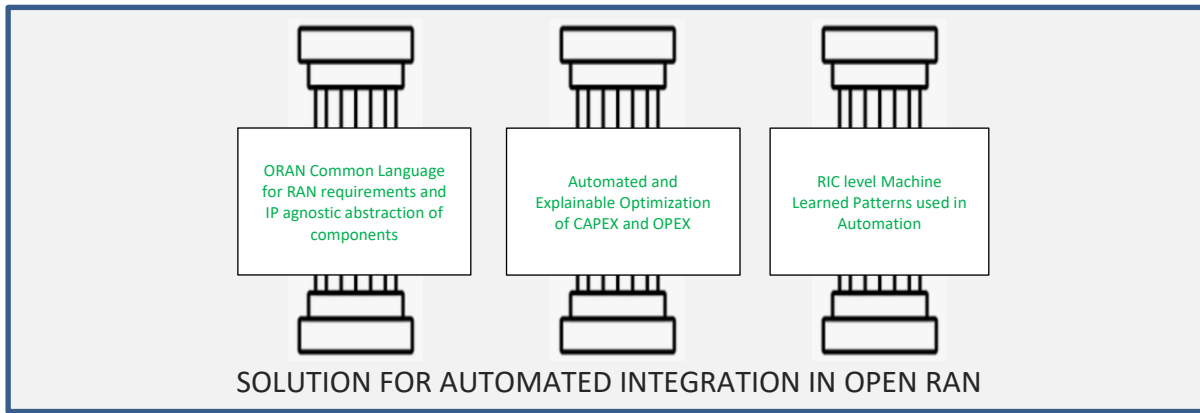 ORAN Common Language
for RAN requirements and
IP agnostic abstraction of
components
Automated and
Explainable Optimization
of CAPEX and OPEX
RIC level Machine
Learned Patterns used in
Automation
SOLUTION FOR AUTOMATED INTEGRATION IN OPEN RAN